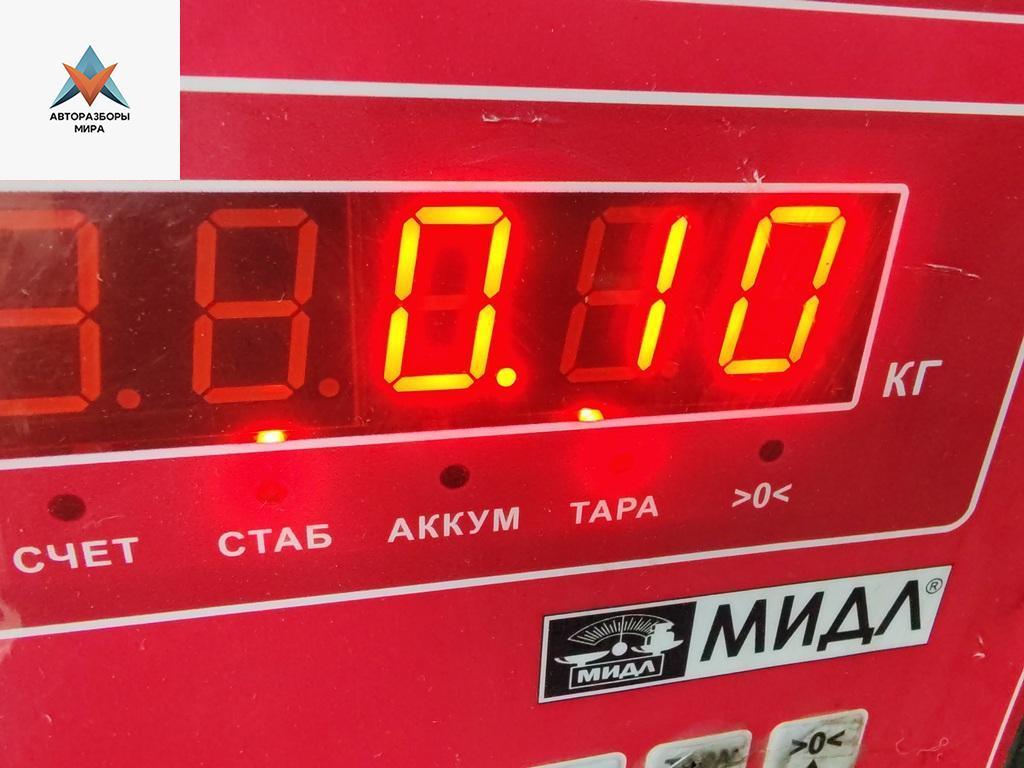 АВТОРАЗБОРЫ
МИРА
0.10
КГ
СЧЕТ
СТАБ
АККУМ
ТАРА
>0<
МИДЛ
МИДЛ®
>0<